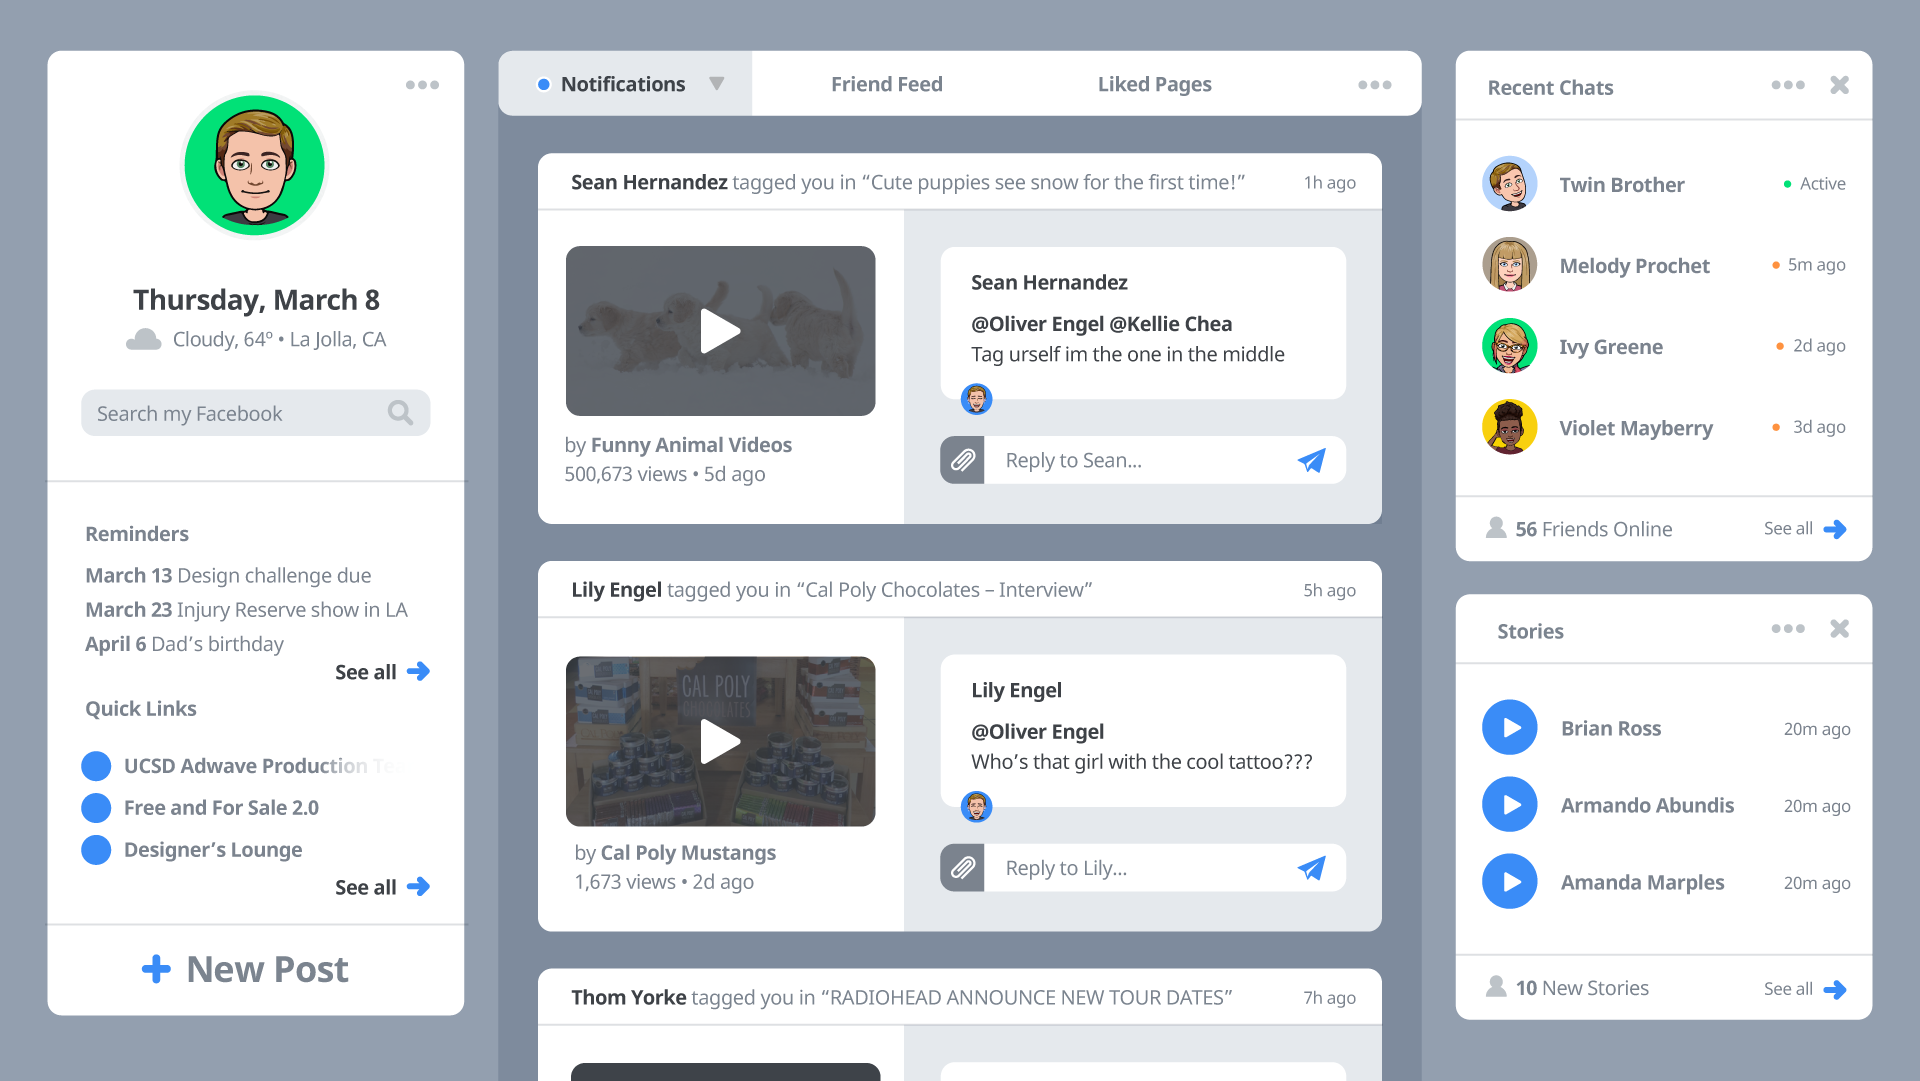 Thursday, March 8
Cloudy, 64º • La Jolla, CA
Search my Facebook
Reminders
March 13 Design challenge due
March 23 Injury Reserve show in LA
April 6 Dad’s birthday
See all
Quick Links
UCSD Adwave Production
Free and For Sale 2.0
Designer’s Lounge
See all
New Post
Notifications
Friend Feed
Liked Pages
Sean Hernandez tagged you in “Cute puppies see snow for the first time!”
1h ago
by Funny Animal Videos
500,673 views • 5d ago
Sean Hernandez
@Oliver Engel @Kellie Chea
Tag urself im the one in the middle
Reply to Sean...
Lily Engel tagged you in “Cal Poly Chocolates – Interview”
5h ago
CAL POLY
CHOCOLATES
by Cal Poly Mustangs
1,673 views • 2d ago
Lily Engel
@Oliver Engel
Who’s that girl with the cool tattoo???
Reply to Lily...
Thom Yorke tagged you in “RADIOHEAD ANNOUNCE NEW TOUR DATES”
7h ago
Recent Chats
Twin Brother
Active
Melody Prochet
5m ago
Ivy Greene
2d ago
Violet Mayberry
3d ago
56 Friends Online
See all
Stories
Brian Ross
20m ago
Armando Abundis
20m ago
Amanda Marples
20m ago
10 New Stories
See all